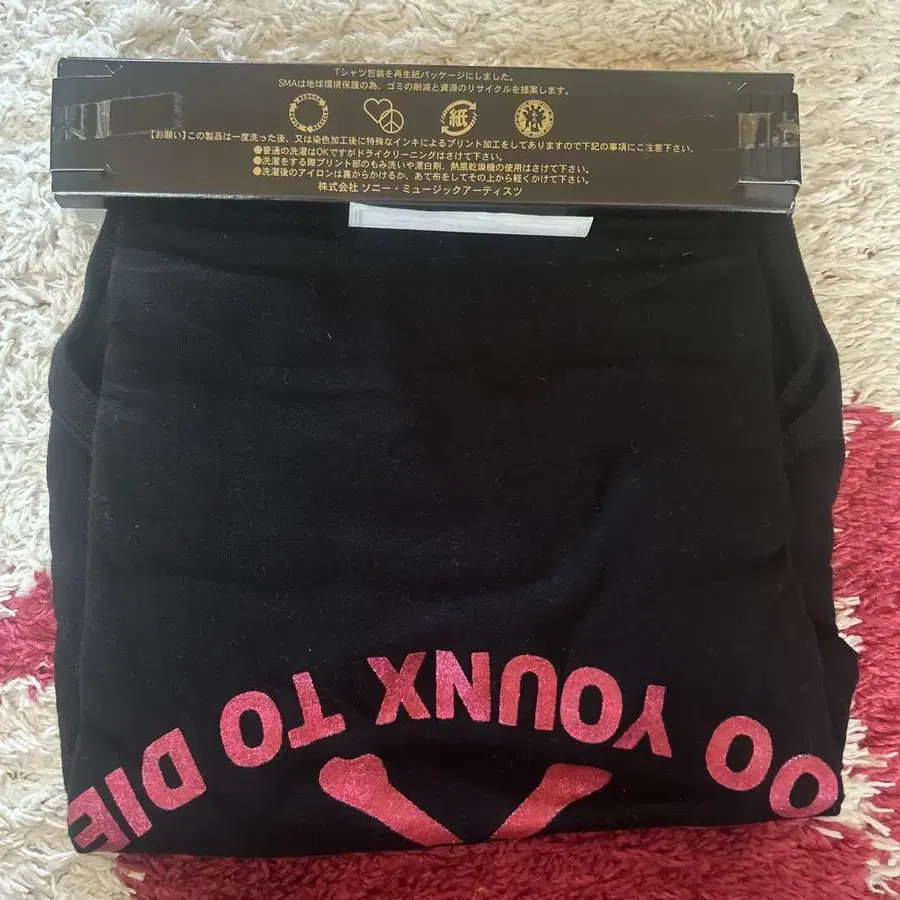 Tシャツ包装を再生紙パッケージにしました。
SMAは地球環境保護の為、ゴミの削減と資源のリサイクルを提案します。
紙
【お願い】この製品は一度洗った後、又は染色加工後に特殊なインキによるプリント加工をしてありますので下記の事項にご注意下さい。
●普通の洗濯はOKですがドライクリーニングはさけて下さい。
●洗濯をする際プリント部のもみ洗いや漂白剤、熱風乾燥機の使用はさけて下さい。
●洗濯後のアイロンは裏からかけるか、あて布をしてその上から軽くかけて下さい。
株式会社 ソニー・ミュージックアーティスツ
OO YOUNX TO DIE